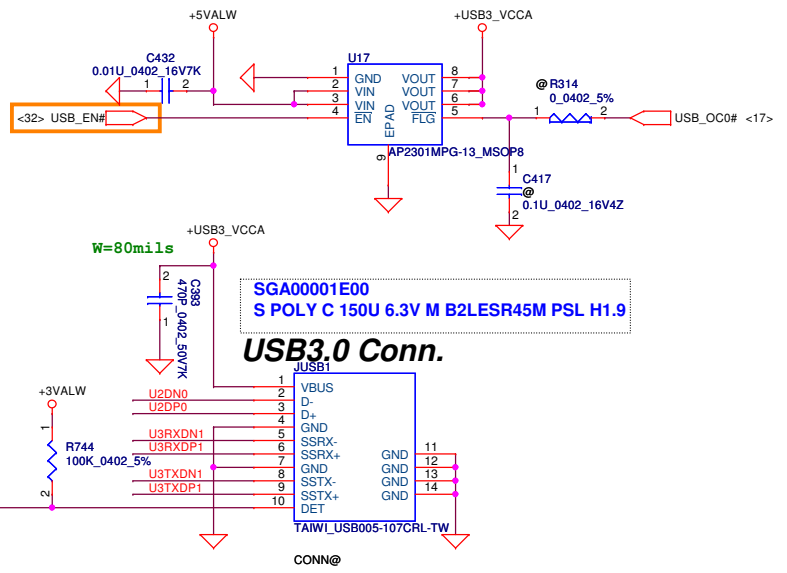 +5VALW
+USB3_VCCA
C432
0.01U_0402_16V7K
1
2
U17
1 GND VOUT 8
2 VIN VOUT 7
3 VIN VOUT 6
4 EN FLG 5
EPAD
9
AP2301MPG-13_MSOP8
<32> USB_EN#
@ R314
0_0402_5%
1
2
USB_OC0# <17>
1
C417
@
0.1U_0402_16V4Z
2
+USB3_VCCA
W=80mils
2
C393
470P_0402_50V7K
1
SGA00001E00
S POLY C 150U 6.3V M B2LESR45M PSL H1.9
USB3.0 Conn.
JUSB1
1 VBUS
U2DN0 2 D-
U2DP0 3 D+
4 GND
U3RXDN1 5 SSRX-
U3RXDP1 6 SSRX+ GND 11
7 GND GND 12
U3TXDN1 8 SSTX- GND 13
U3TXDP1 9 SSTX+ GND 14
10 DET
+3VALW
1
R744
100K_0402_5%
2
TAIWI_USB005-107CRL-TW
CONN@